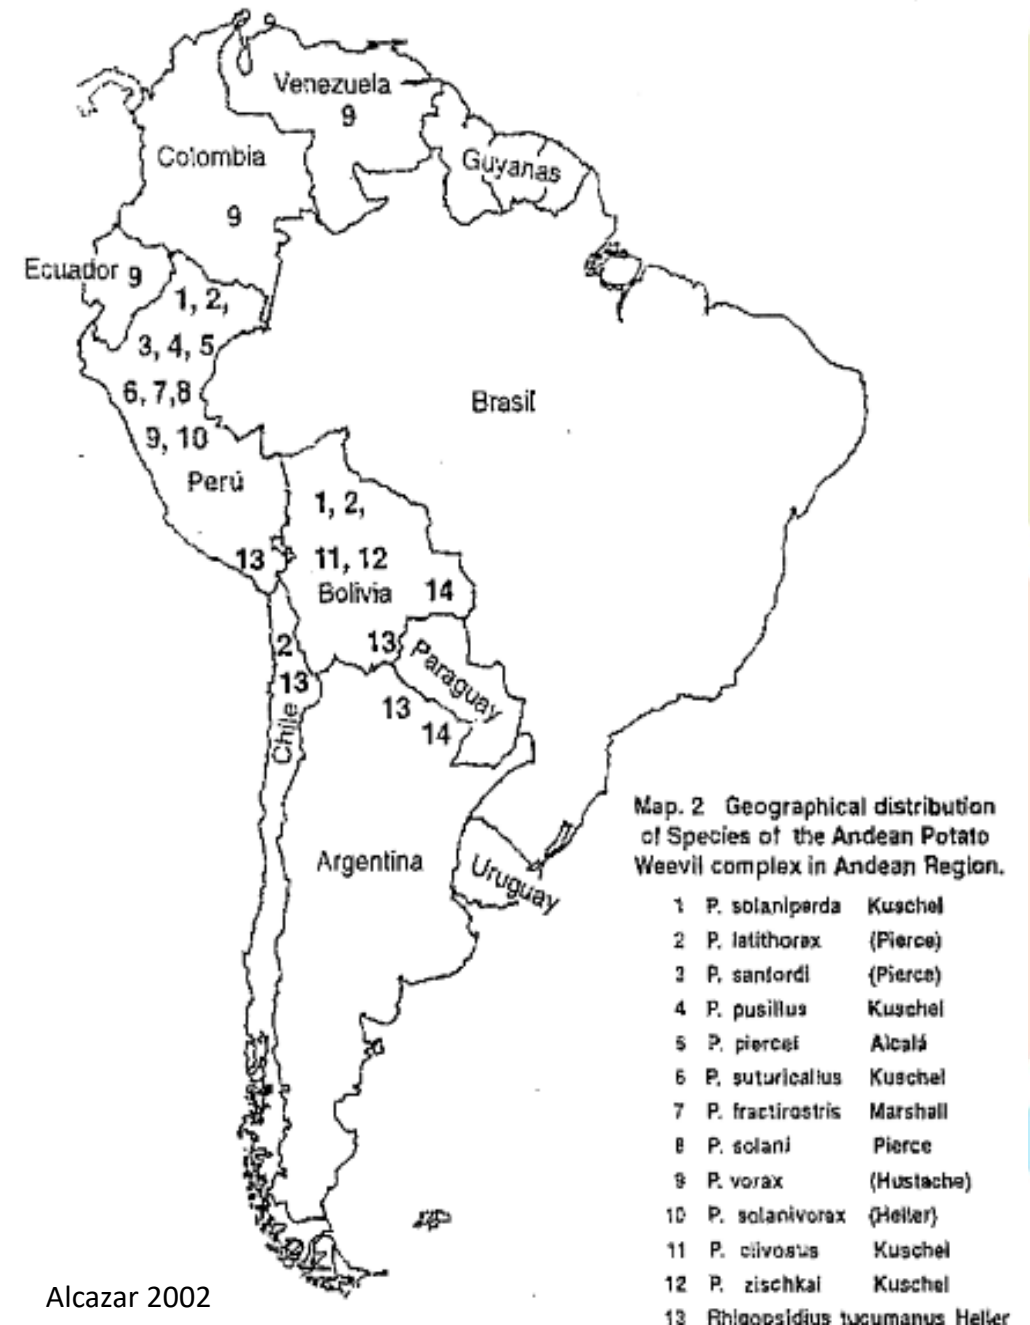 Venezuela
9
Colombia
Guyanas
9
Ecuador 9
1, 2,
3, 4, 5
6, 7,8
9, 10
Brasil
Perú
1, 2,
13
11, 12
Bolivia
14
2
13
Paraguay
13
13
14
Chile
Argentina
Uruguay
Map. 2 Geographical distribution
of Species of the Andean Potato
Weevil complex in Andean Region.
1 P. solaniperda Kuschel
2 P. latithorax (Pierce)
3 P. sanfordi (Pierce)
4 P. pusillus Kuschel
5 P. piercei Alcalá
6 P. suturicallus Kuschel
7 P. fractirostris Marshall
8 P. solani Pierce
9 P. vorax (Hustache)
10 P. solanivorax (Heller)
11 P. clivosus Kuschel
12 P. zischkai Kuschel
13 Rhigopsidius tucumanus Heller
Alcazar 2002